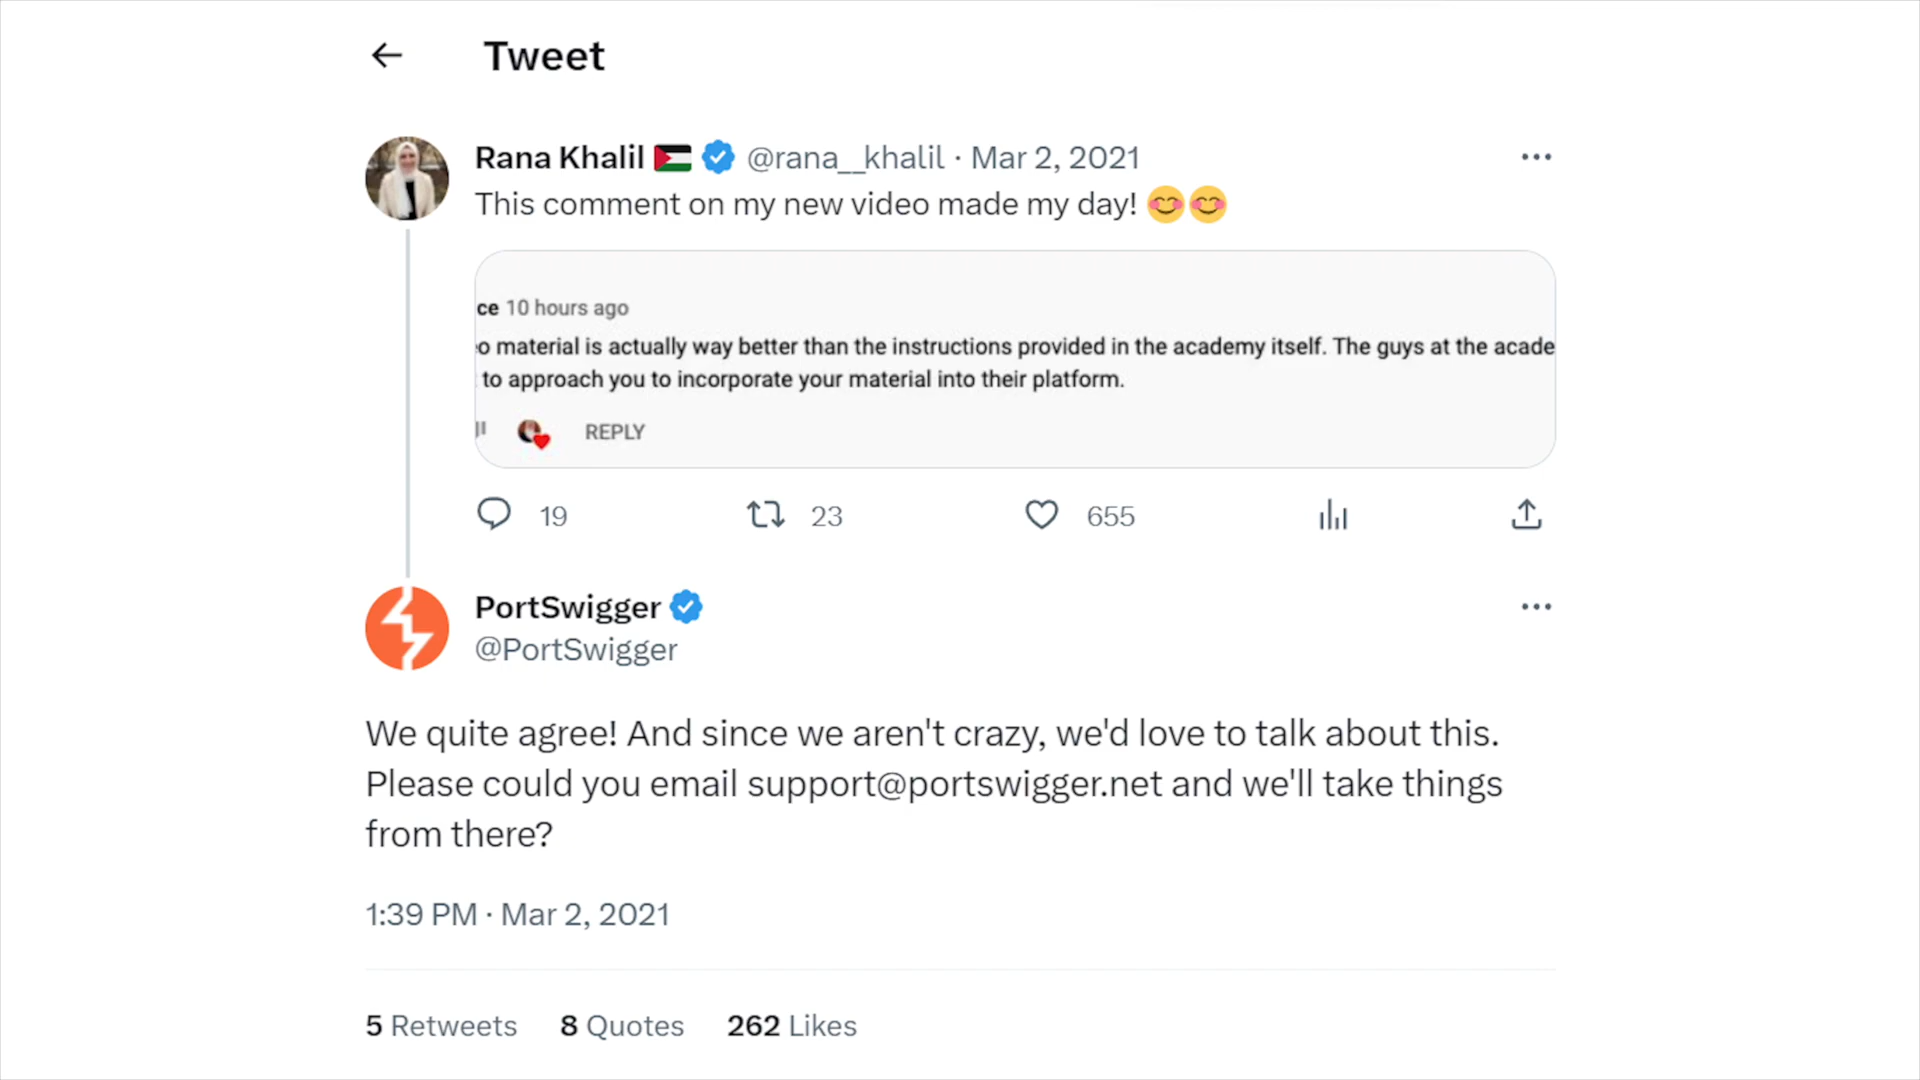 Tweet
Rana Khalil 🇵🇸 @rana__khalil · Mar 2, 2021
This comment on my new video made my day! 😊😊
ce 10 hours ago
o material is actually way better than the instructions provided in the academy itself. The guys at the acade
to approach you to incorporate your material into their platform.
REPLY
19 23 655
PortSwigger
@PortSwigger
We quite agree! And since we aren't crazy, we'd love to talk about this.
Please could you email support@portswigger.net and we'll take things
from there?
1:39 PM · Mar 2, 2021
5 Retweets 8 Quotes 262 Likes